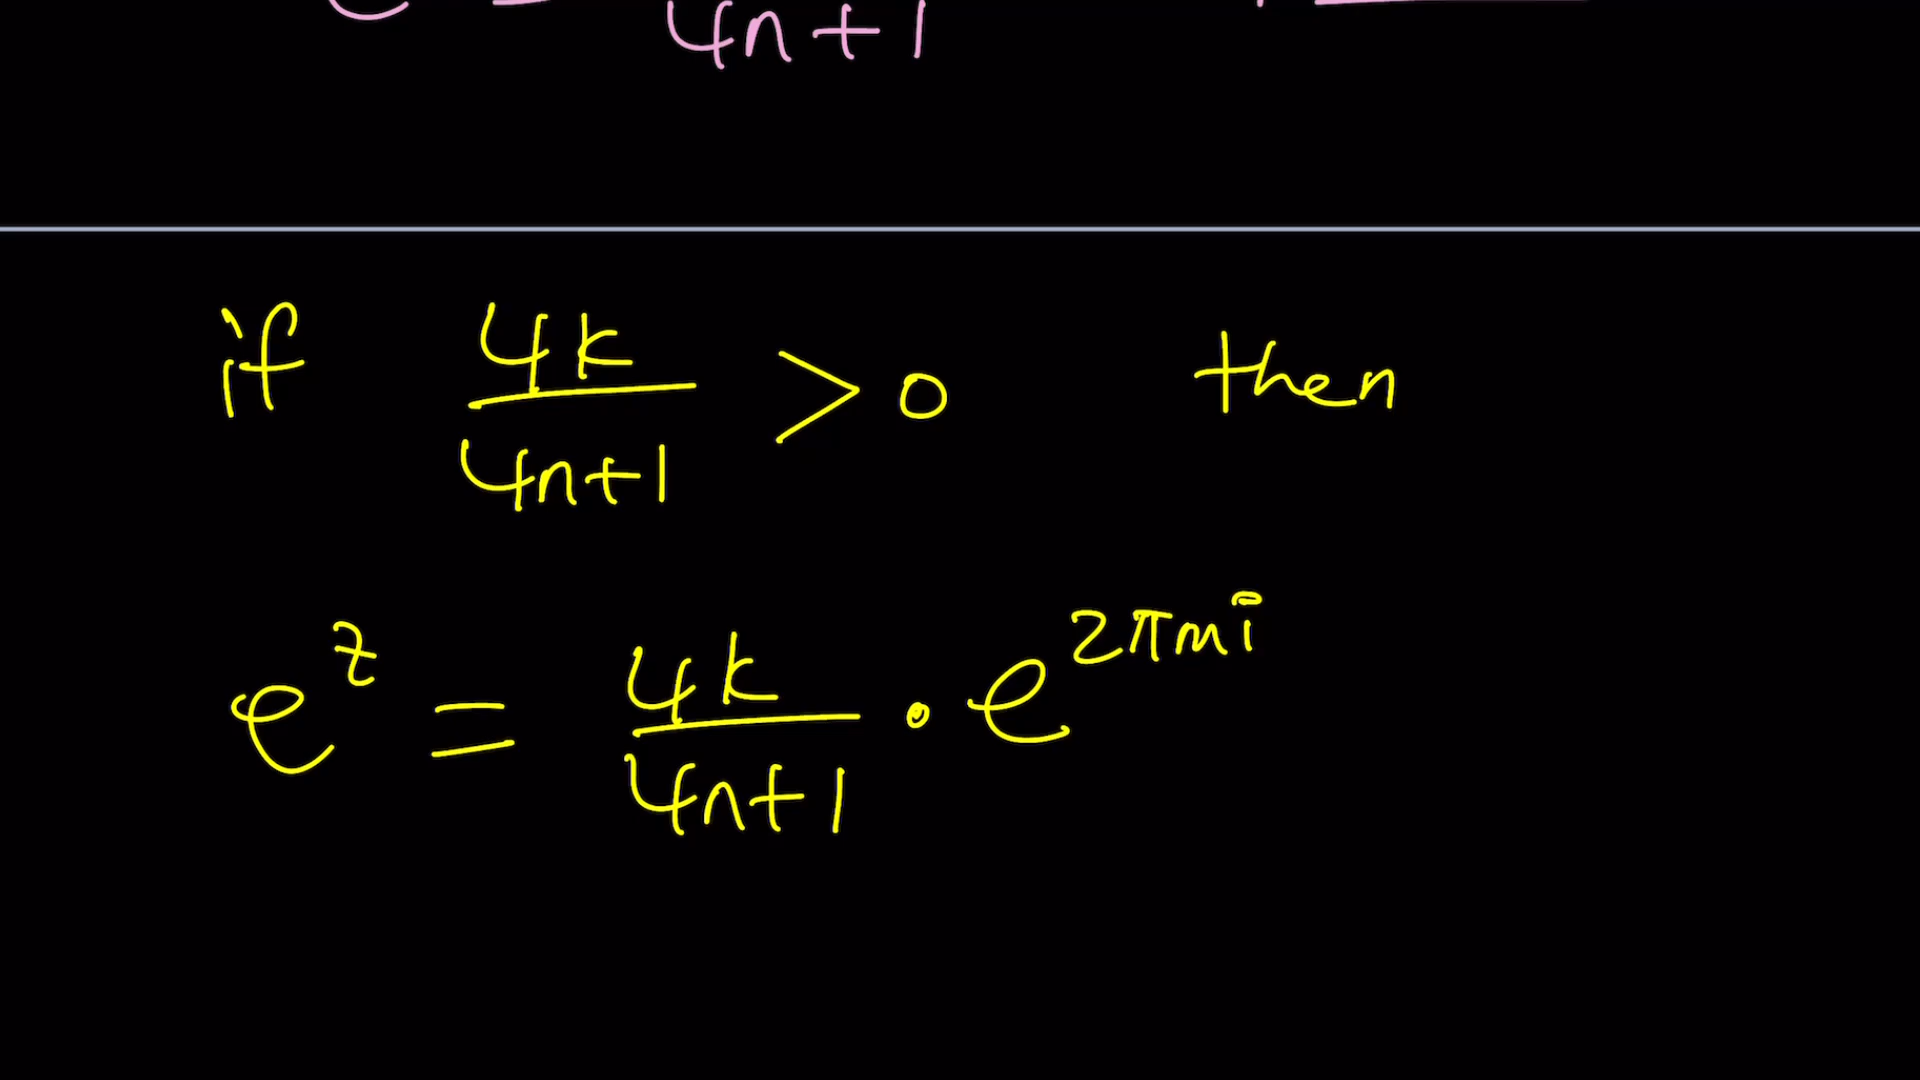 4n+1
if 4k/4n+1 > 0 then
e^z = 4k/4n+1 · e^2πmi